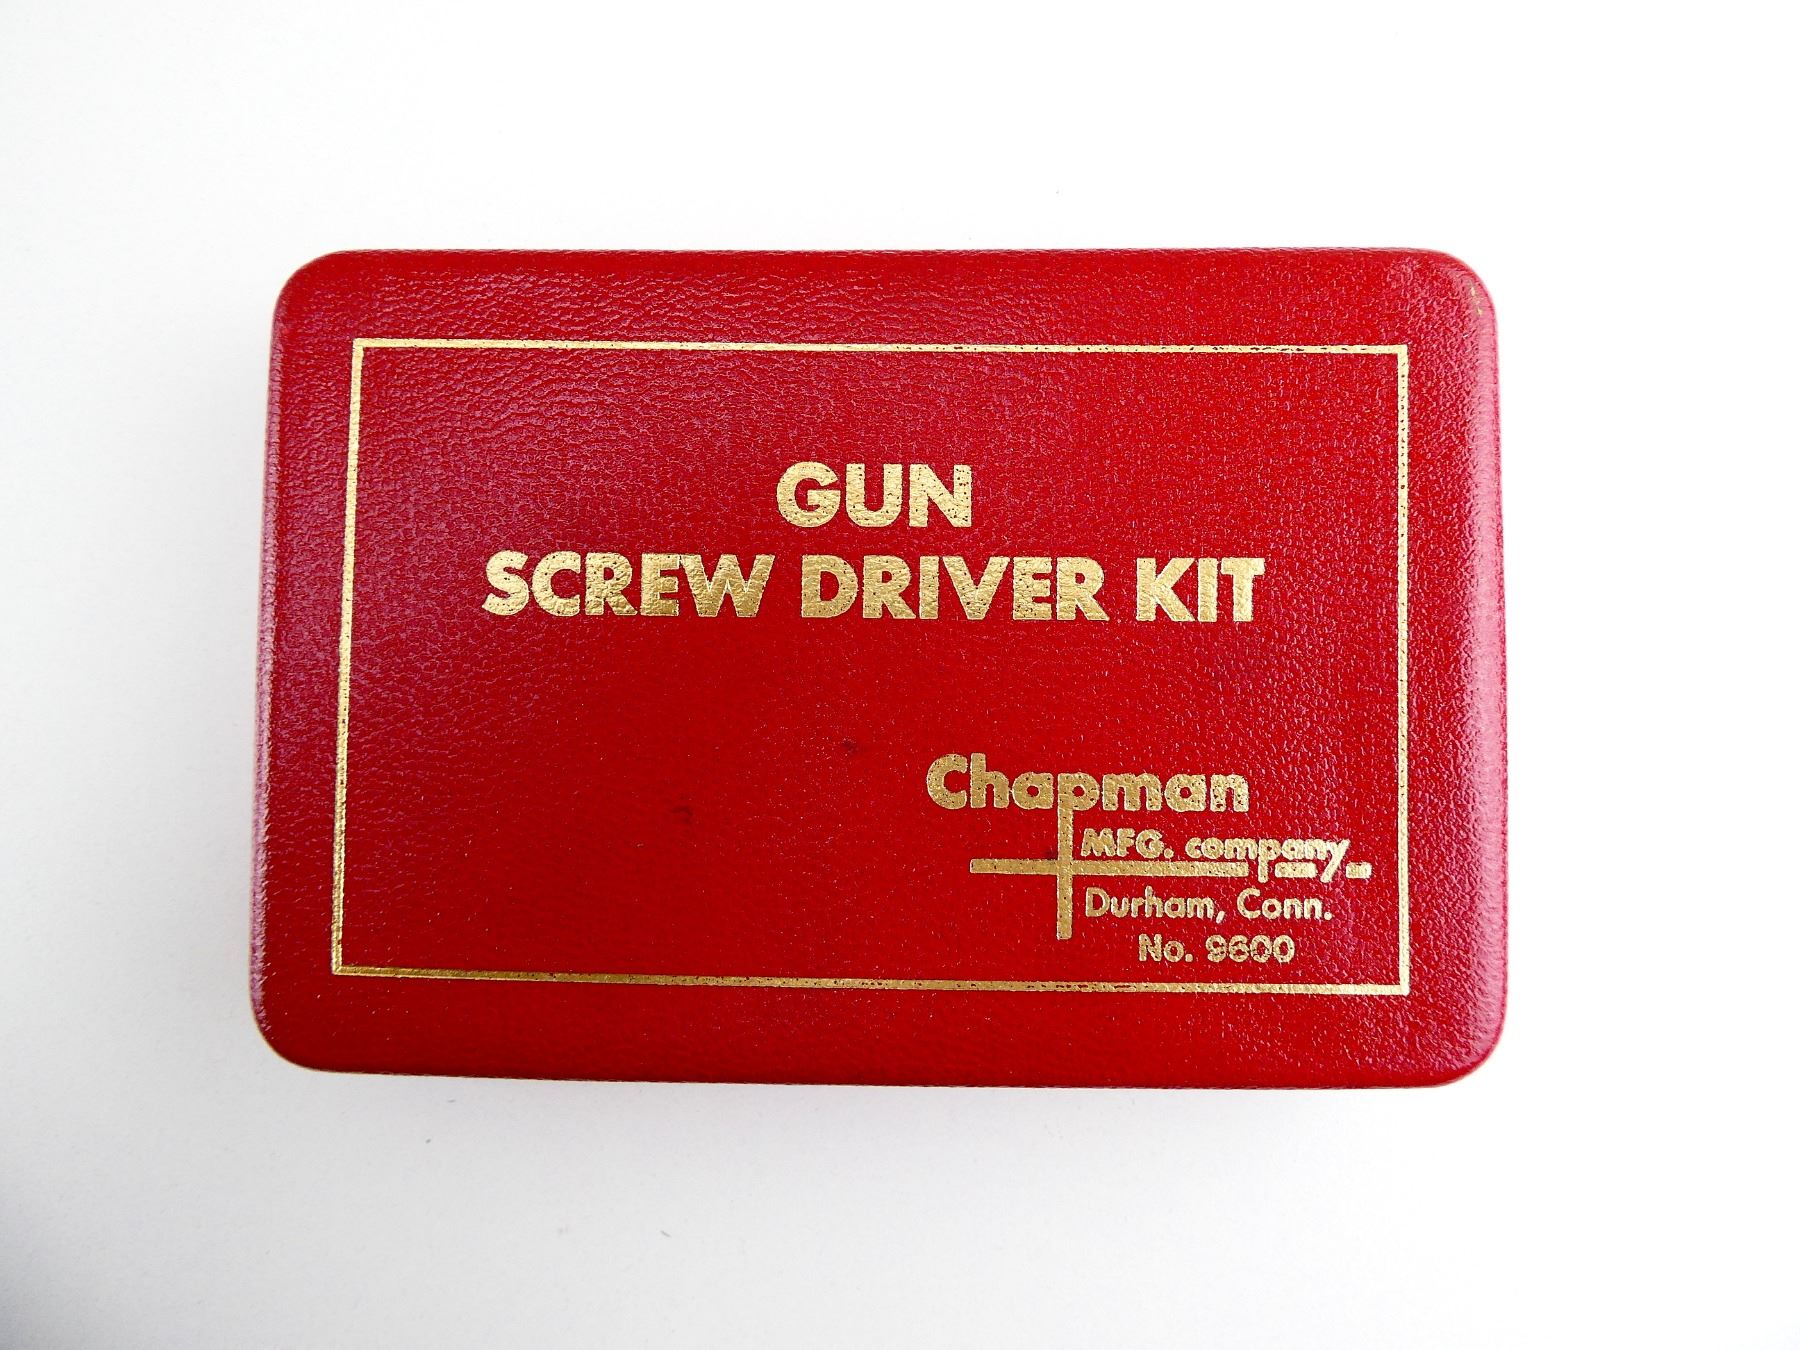 GUN
SCREW DRIVER KIT
Chapman
MFG. company
Durham, Conn.
No. 9600